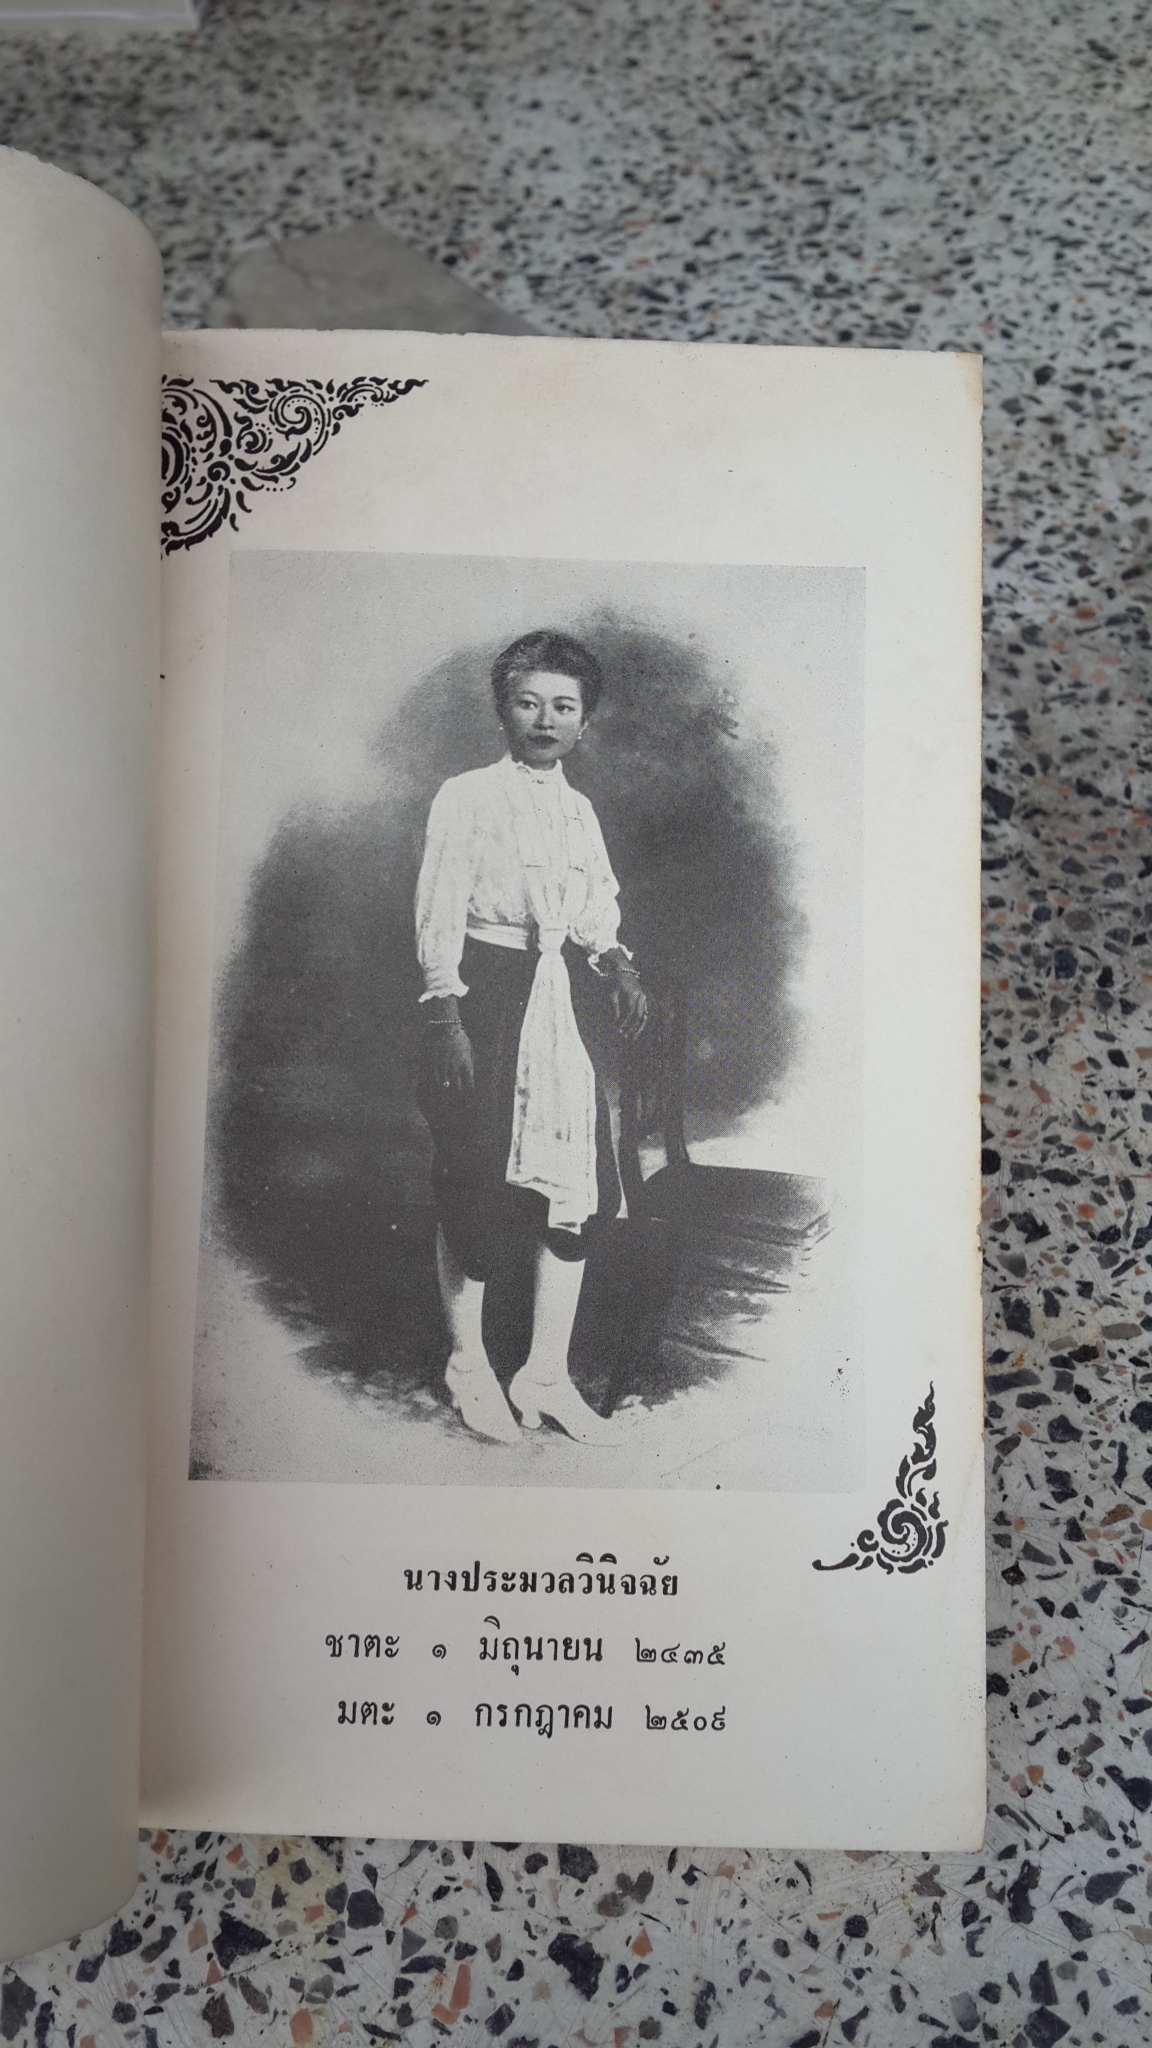 นางประมวลวินิจฉัย
ชาตะ ๑ มิถุนายน ๒๔๓๕
มตะ ๑ กรกฎาคม ๒๕๐๙